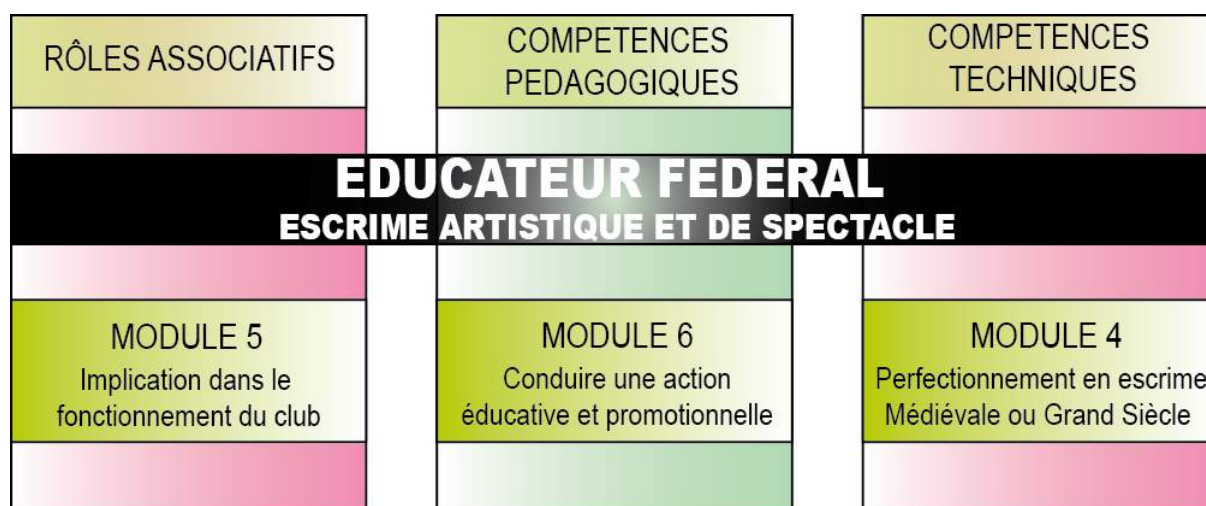 RÔLES ASSOCIATIFS
COMPETENCES
PEDAGOGIQUES
COMPETENCES
TECHNIQUES
EDUCATEUR FEDERAL
ESCRIME ARTISTIQUE ET DE SPECTACLE
MODULE 5
Implication dans le
fonctionnement du club
MODULE 6
Conduire une action
éducative et promotionnelle
MODULE 4
Perfectionnement en escrime
Médiévale ou Grand Siècle